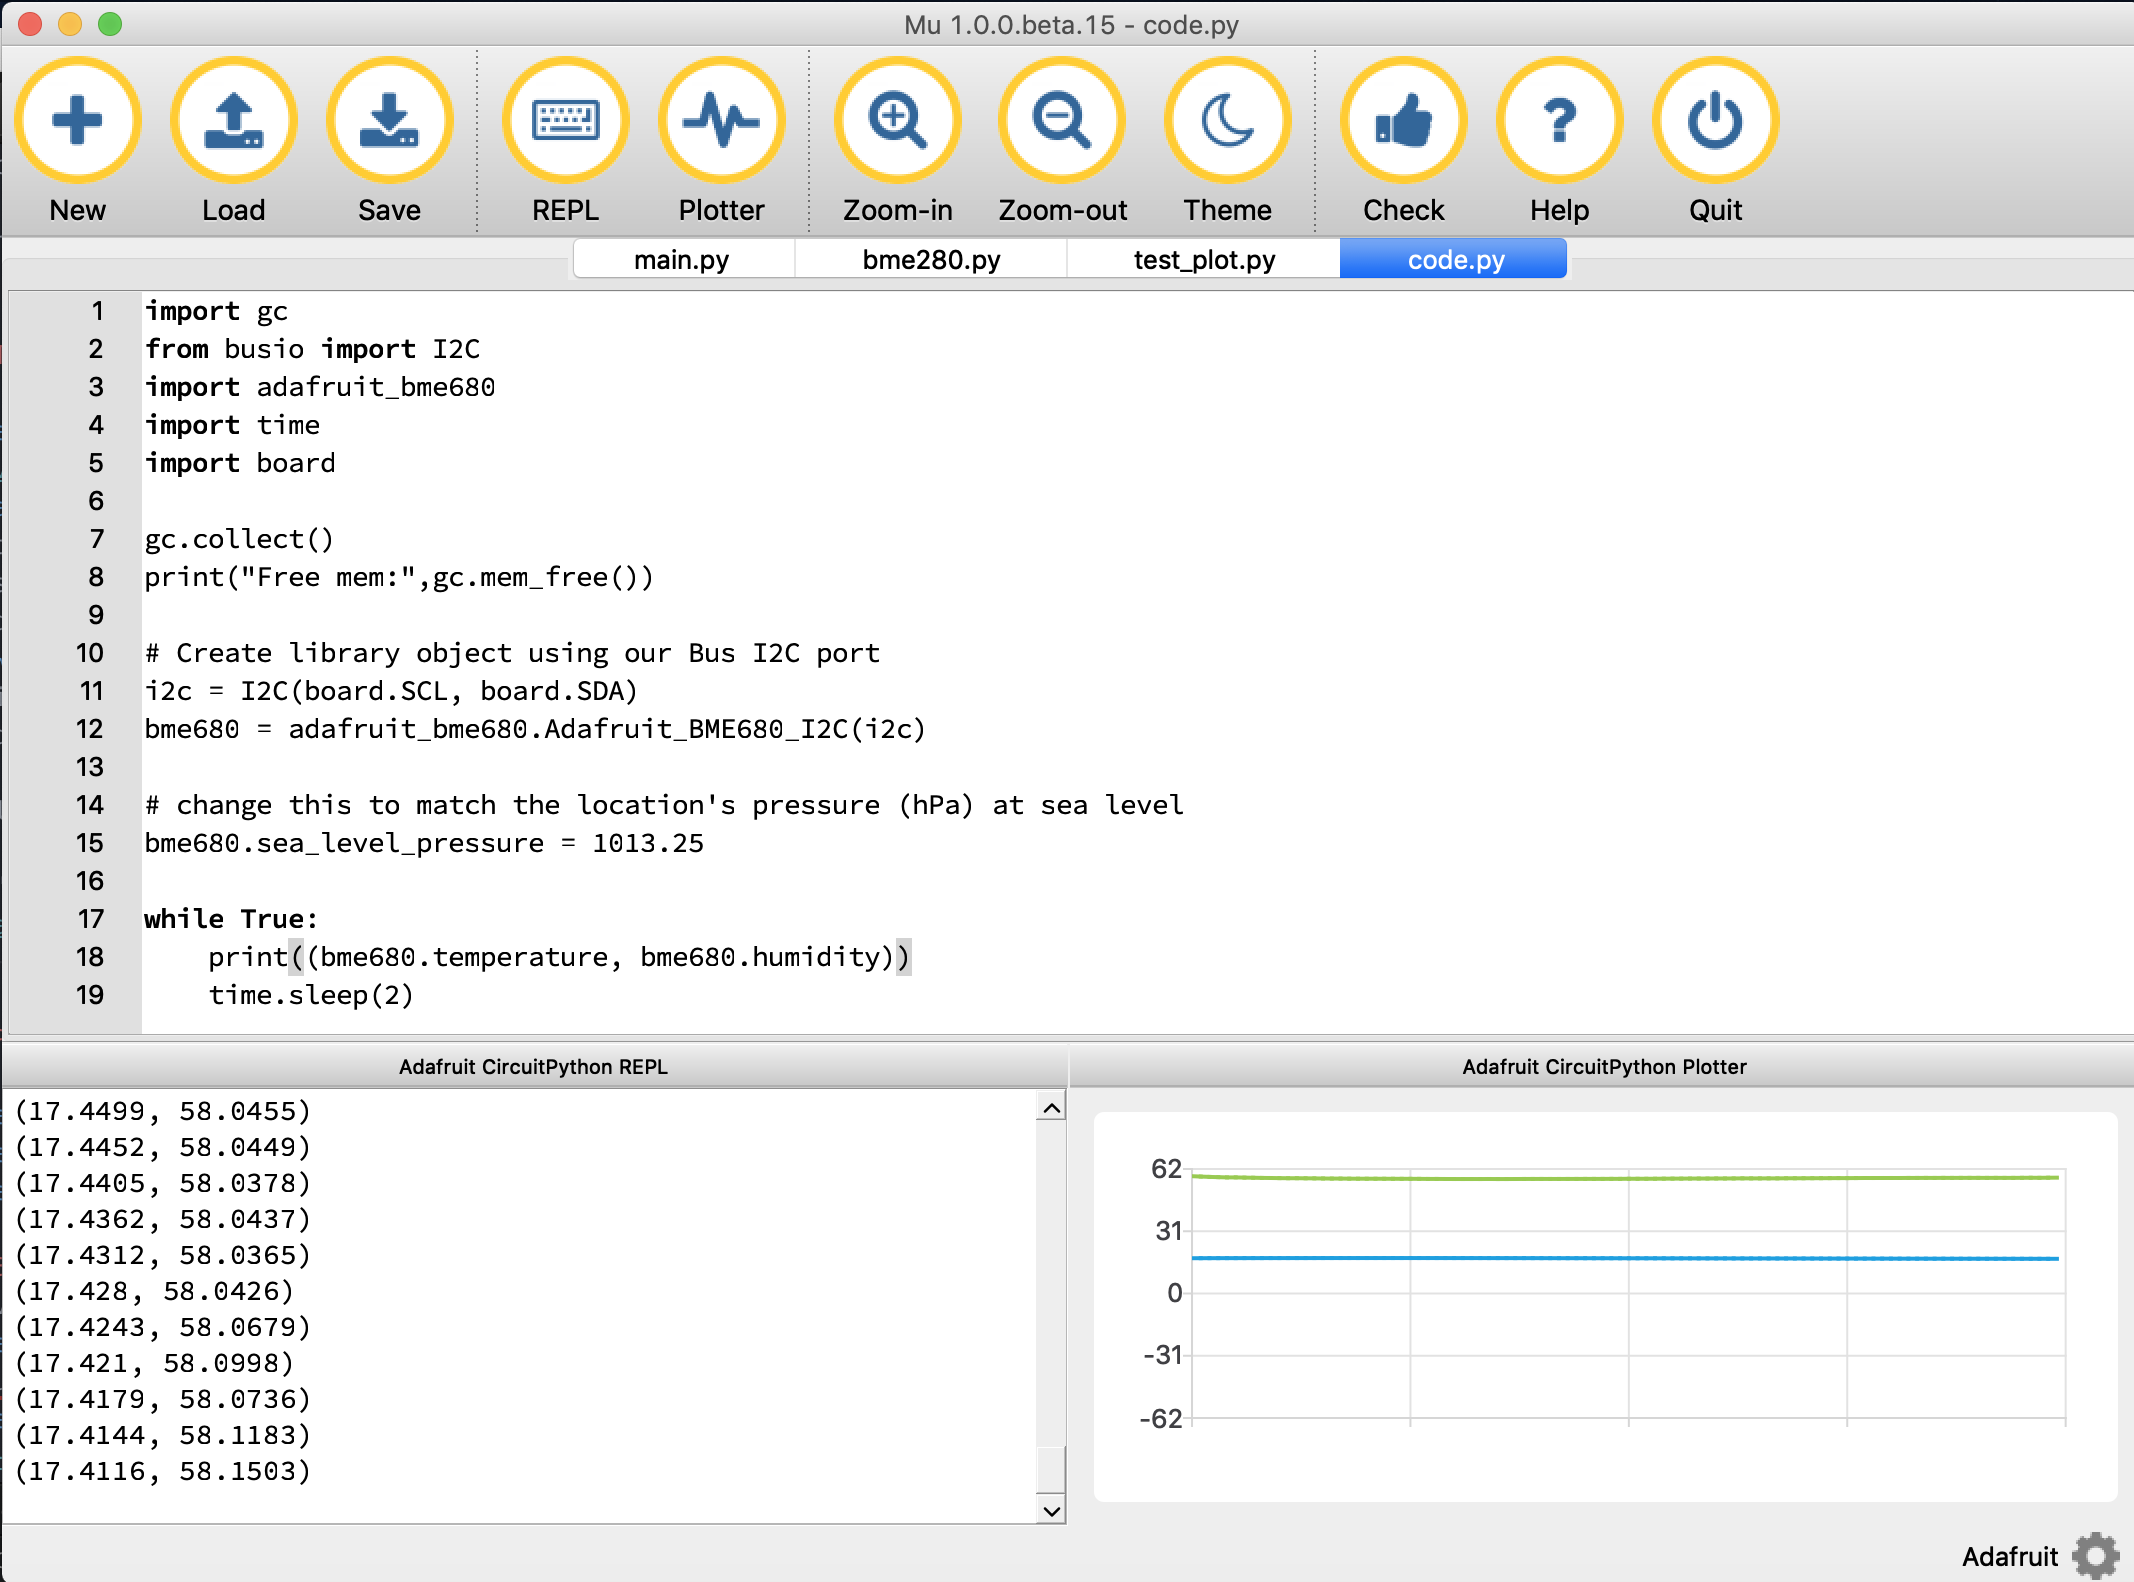 Mu 1.0.0.beta.15 - code.py
New Load Save REPL Plotter Zoom-in Zoom-out Theme Check Help Quit
main.py bme280.py test_plot.py code.py
1 import gc
2 from busio import I2C
3 import adafruit_bme680
4 import time
5 import board
6
7 gc.collect()
8 print("Free mem:",gc.mem_free())
9
10 # Create library object using our Bus I2C port
11 i2c = I2C(board.SCL, board.SDA)
12 bme680 = adafruit_bme680.Adafruit_BME680_I2C(i2c)
13
14 # change this to match the location's pressure (hPa) at sea level
15 bme680.sea_level_pressure = 1013.25
16
17 while True:
18     print((bme680.temperature, bme680.humidity))
19     time.sleep(2)
Adafruit CircuitPython REPL
(17.4499, 58.0455)
(17.4452, 58.0449)
(17.4405, 58.0378)
(17.4362, 58.0437)
(17.4312, 58.0365)
(17.428, 58.0426)
(17.4243, 58.0679)
(17.421, 58.0998)
(17.4179, 58.0736)
(17.4144, 58.1183)
(17.4116, 58.1503)
Adafruit CircuitPython Plotter
62
31
0
-31
-62
Adafruit